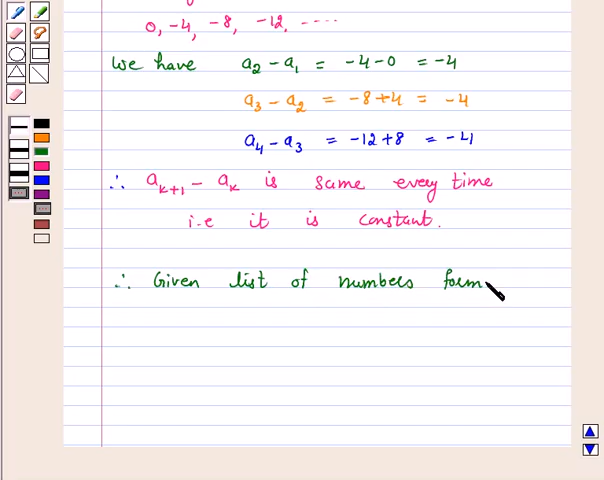 0, -4, -8, -12, .....
We have a₂ - a₁ = -4-0 = -4
a₃ - a₂ = -8+4 = -4
a₄ - a₃ = -12+8 = -4
∴ aₖ₊₁ - aₖ is same every time
i.e it is constant.
∴ Given list of numbers form